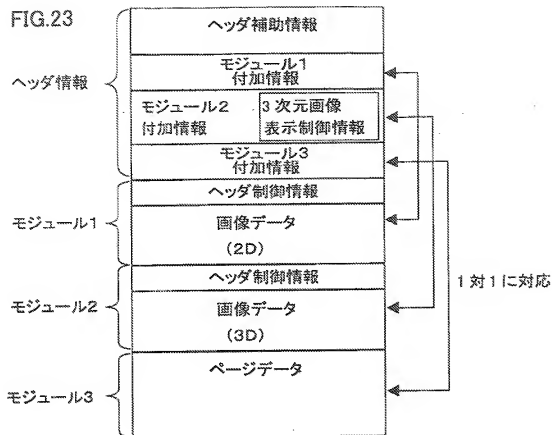 FIG.23
ヘッダ補助情報
ヘッダ情報
モジュール1
付加情報
モジュール2
付加情報
3次元画像
表示制御情報
モジュール3
付加情報
ヘッダ制御情報
モジュール1
画像データ
(2D)
ヘッダ制御情報
モジュール2
画像データ
(3D)
1対1に対応
ページデータ
モジュール3